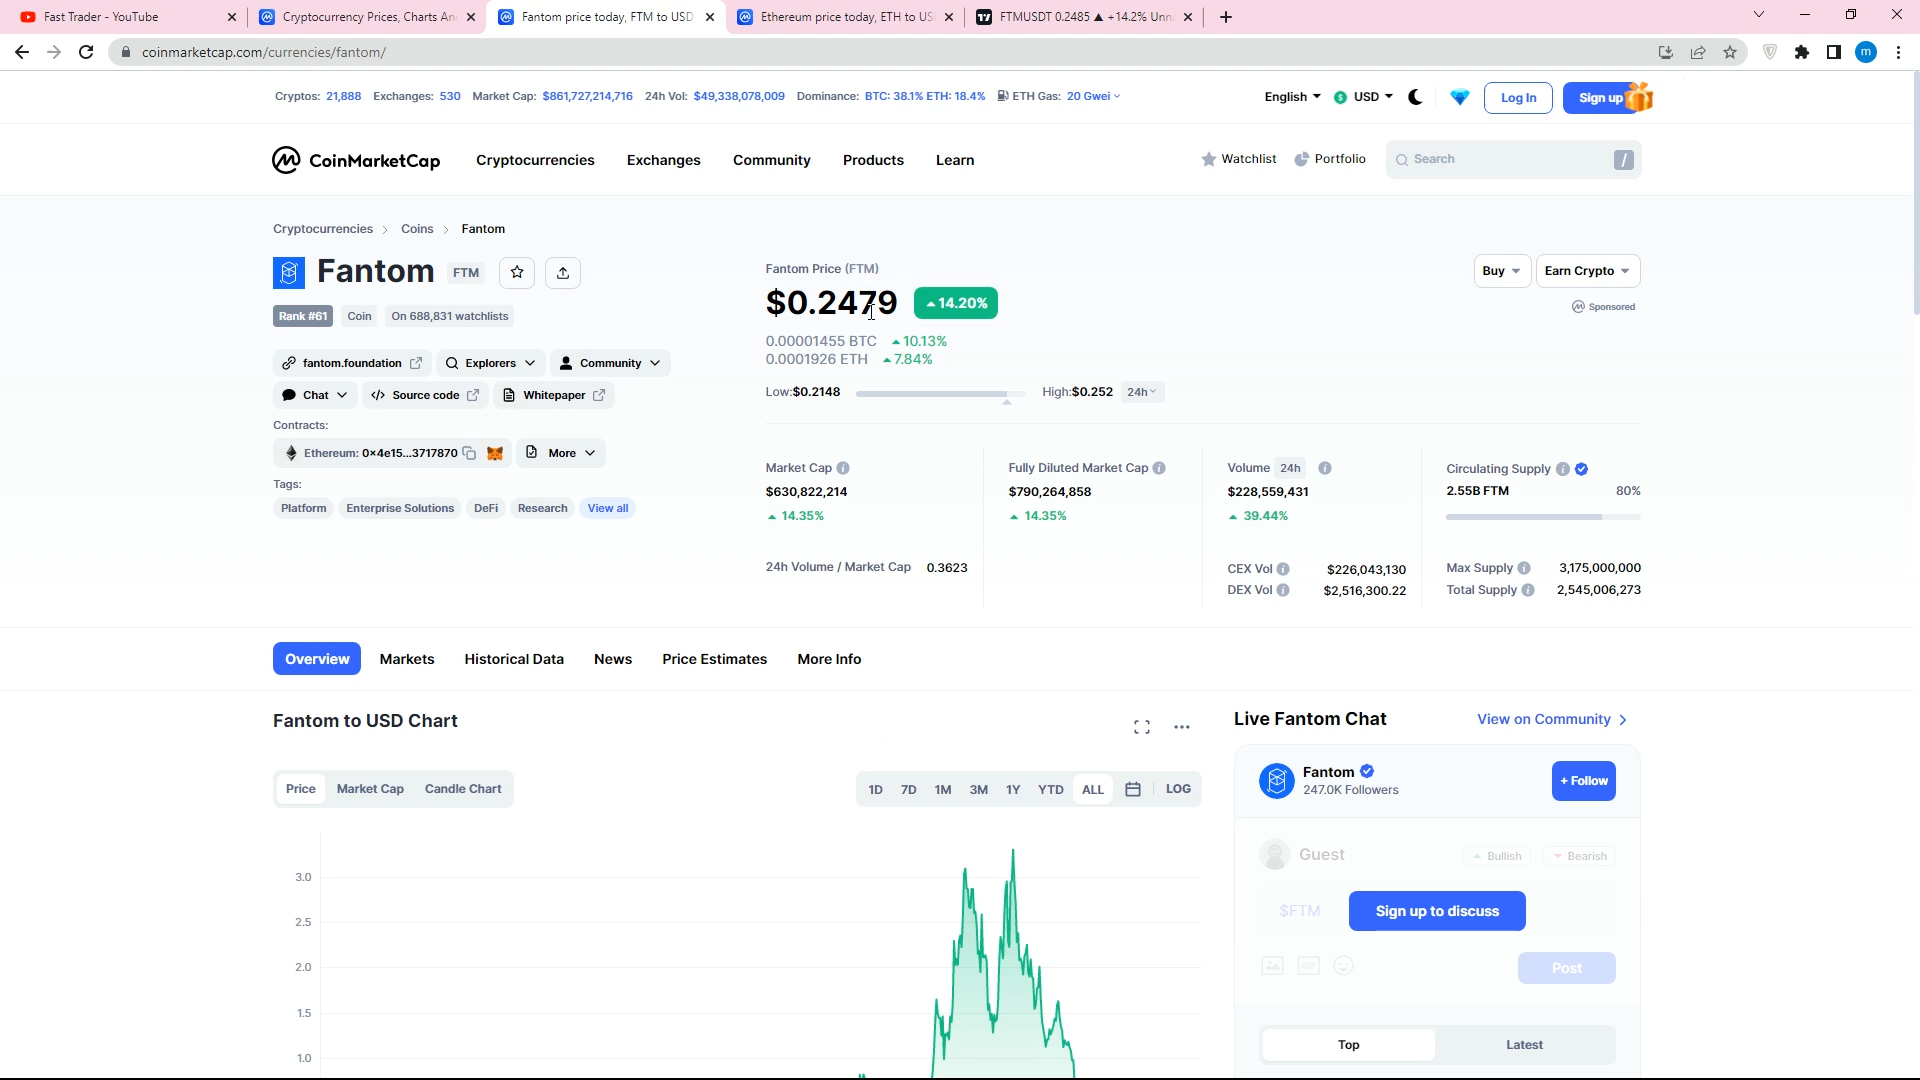 Fast Trader - YouTube
Cryptocurrency Prices, Charts An
Fantom price today, FTM to USD
Ethereum price today, ETH to US
FTMUSDT 0.2485 ▲ +14.2% Unn
coinmarketcap.com/currencies/fantom/
m
Cryptos: 21,888 Exchanges: 530 Market Cap: $861,727,214,716 24h Vol: $49,338,078,009 Dominance: BTC: 38.1% ETH: 18.4% ETH Gas: 20 Gwei
English USD Log In Sign up
CoinMarketCap Cryptocurrencies Exchanges Community Products Learn
Watchlist Portfolio Search /
Cryptocurrencies > Coins > Fantom
Fantom FTM
Rank #61 Coin On 688,831 watchlists
fantom.foundation Explorers Community
Chat Source code Whitepaper
Contracts:
Ethereum: 0x4e15...3717870 More
Tags:
Platform Enterprise Solutions DeFi Research View all
Fantom Price (FTM)
$0.2479 14.20%
0.00001455 BTC 10.13%
0.0001926 ETH 7.84%
Low:$0.2148 High:$0.252 24h
Buy Earn Crypto
Sponsored
Market Cap
$630,822,214
14.35%
24h Volume / Market Cap 0.3623
Fully Diluted Market Cap
$790,264,858
14.35%
Volume 24h
$228,559,431
39.44%
CEX Vol $226,043,130
DEX Vol $2,516,300.22
Circulating Supply
2.55B FTM 80%
Max Supply 3,175,000,000
Total Supply 2,545,006,273
Overview Markets Historical Data News Price Estimates More Info
Fantom to USD Chart
Price Market Cap Candle Chart
1D 7D 1M 3M 1Y YTD ALL LOG
3.0
2.5
2.0
1.5
1.0
Live Fantom Chat View on Community
Fantom
247.0K Followers
+ Follow
Guest Bullish Bearish
$FTM Sign up to discuss
GIF
Post
Top Latest